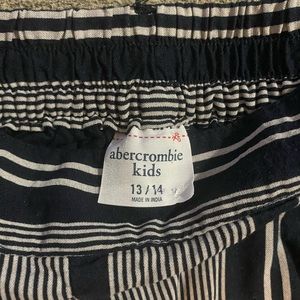 abercrombie
kids
13 / 14
MADE IN INDIA